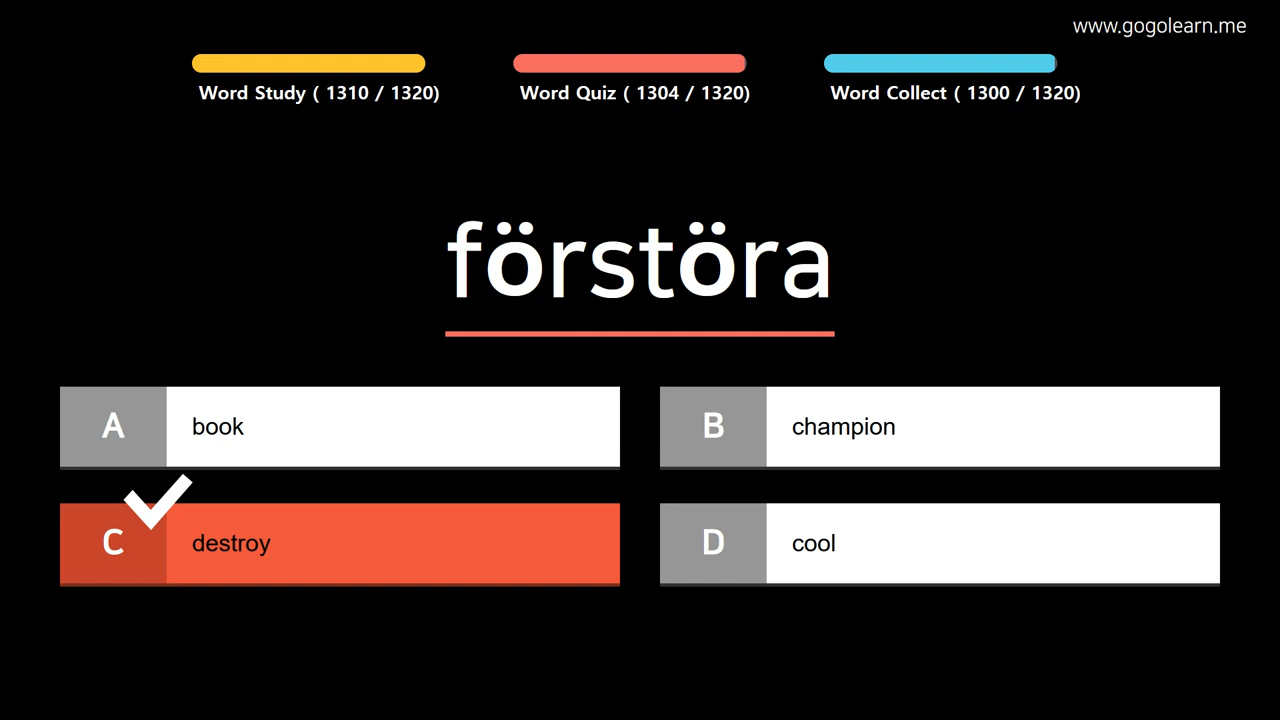 www.gogolearn.me
Word Study ( 1310 / 1320)
Word Quiz ( 1304 / 1320)
Word Collect ( 1300 / 1320)
förstöra
A book
B champion
C destroy
D cool